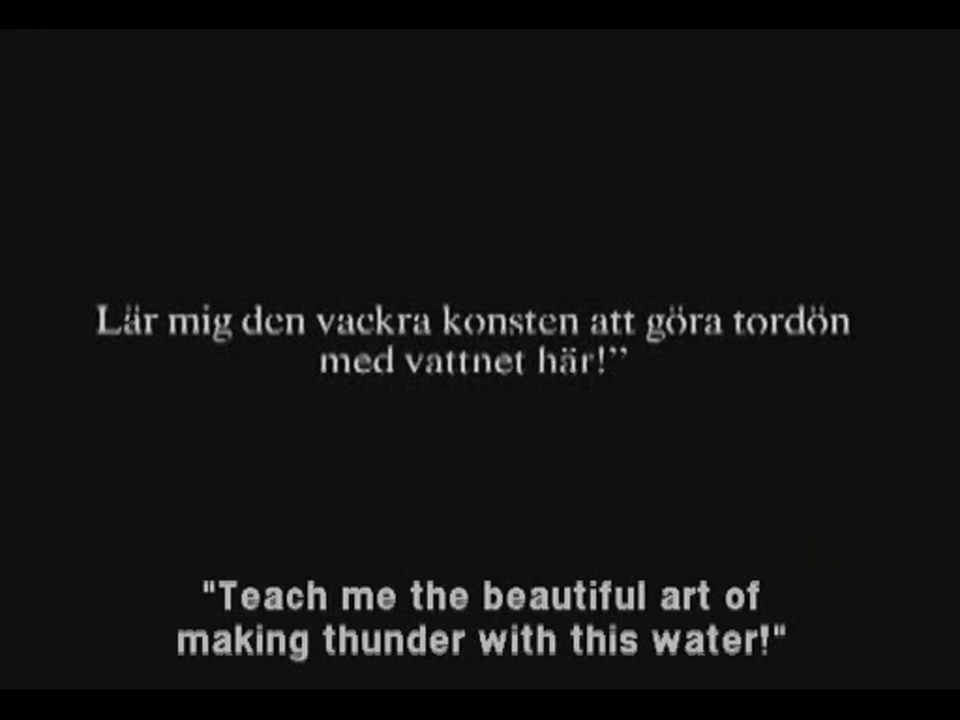 Lär mig den vackra konsten att göra tordön
med vattnet här!”
"Teach me the beautiful art of
making thunder with this water!"